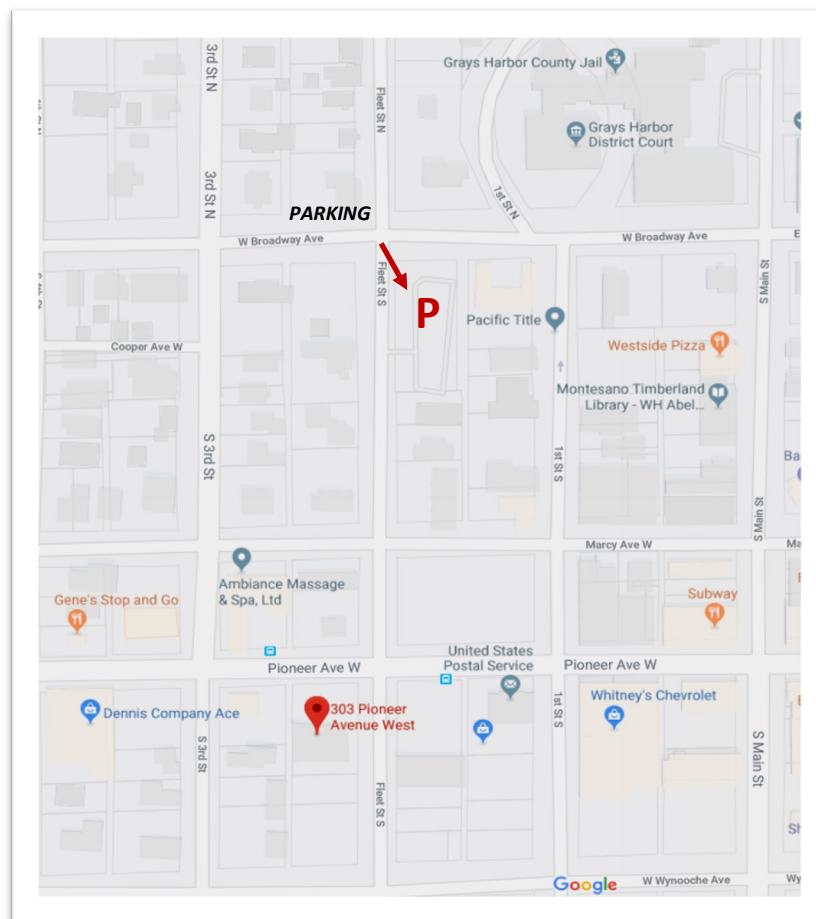 3rd St N
Grays Harbor County Jail
Fleet St N
Grays Harbor
District Court
3rd St N
1st St N
PARKING
W Broadway Ave
W Broadway Ave
E
Fleet St S
S Main St
P
Pacific Title
Cooper Ave W
Westside Pizza
Montesano Timberland
Library - WH Abel...
S 3rd St
1st St S
Ba
S Main St
Marcy Ave W
Ma
Ambiance Massage
& Spa, Ltd
Gene's Stop and Go
Subway
United States
Postal Service
Pioneer Ave W
Pioneer Ave W
Whitney's Chevrolet
303 Pioneer
Avenue West
Dennis Company Ace
1st St S
S 3rd St
S Main St
Fleet St S
Sh
Google
W Wynooche Ave
Wy